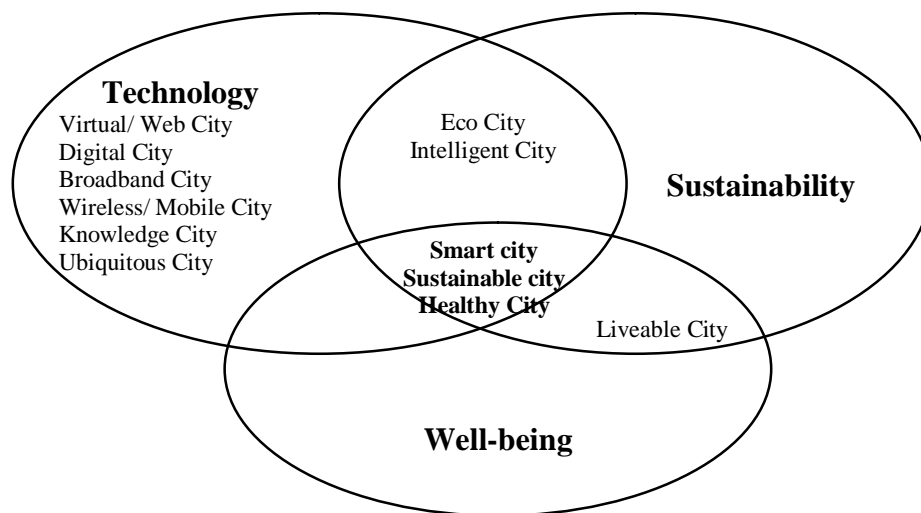 Technology
Virtual/ Web City
Digital City
Broadband City
Wireless/ Mobile City
Knowledge City
Ubiquitous City
Eco City
Intelligent City
Sustainability
Smart city
Sustainable city
Healthy City
Liveable City
Well-being